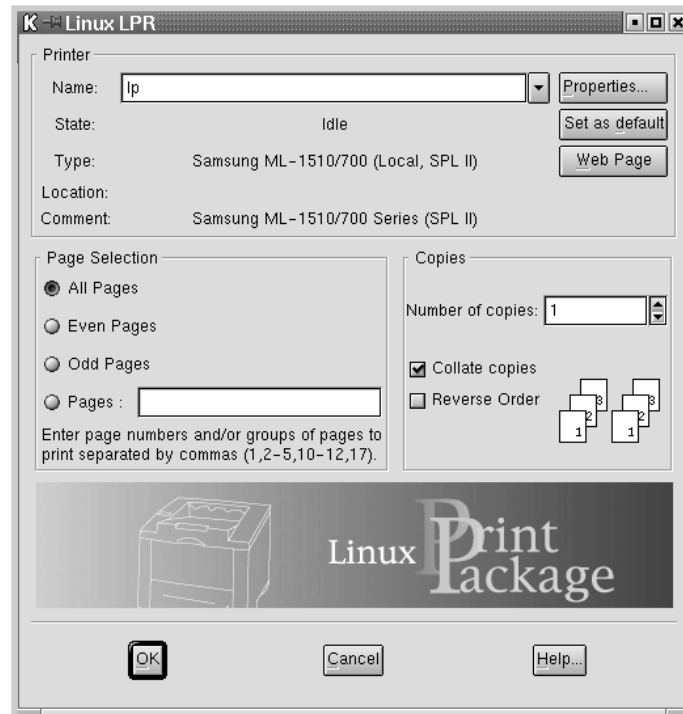 Linux LPR
Printer
Name: lp Properties...
State: Idle Set as default
Type: Samsung ML-1510/700 (Local, SPL II) Web Page
Location:
Comment: Samsung ML-1510/700 Series (SPL II)
Page Selection
All Pages
Even Pages
Odd Pages
Pages :
Enter page numbers and/or groups of pages to
print separated by commas (1,2-5,10-12,17).
Copies
Number of copies: 1
Collate copies
Reverse Order
3 3
2 2
1 1
Linux Print
Package
OK Cancel Help...